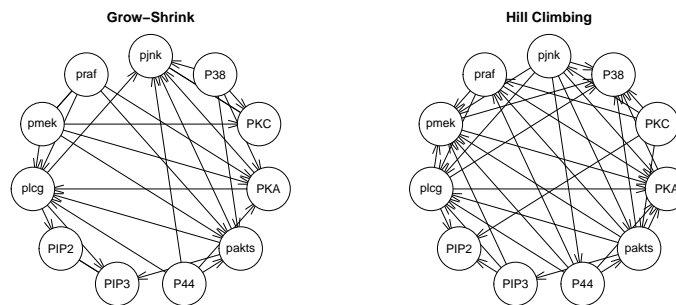 Grow−Shrink
pjnk
P38
PKC
PKA
pakts
P44
PIP3
PIP2
plcg
pmek
praf
Hill Climbing
pjnk
P38
PKC
PKA
pakts
P44
PIP3
PIP2
plcg
pmek
praf